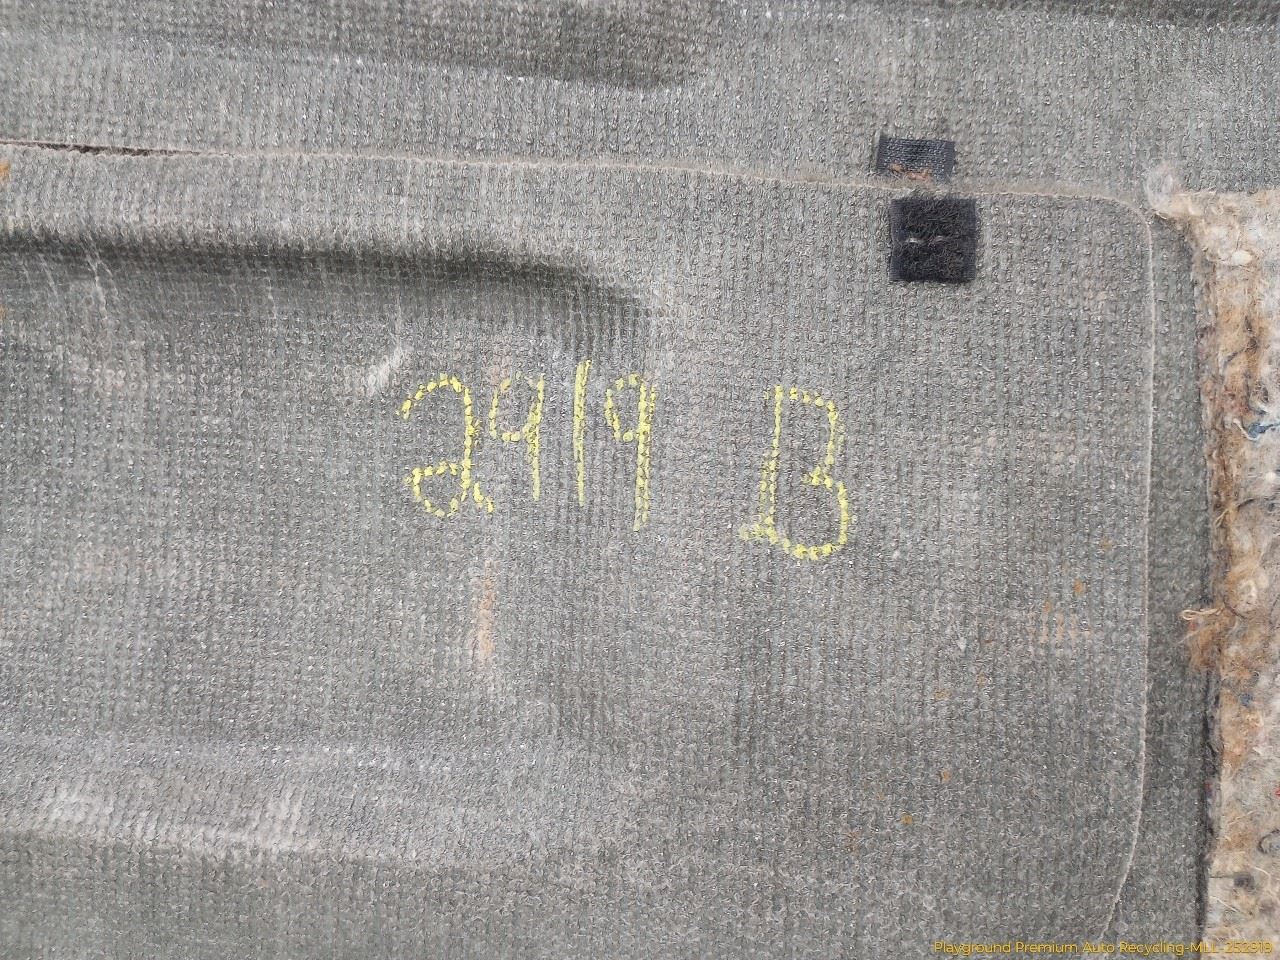 2919 B
Playground Premium Auto Recycling-MLL-252919